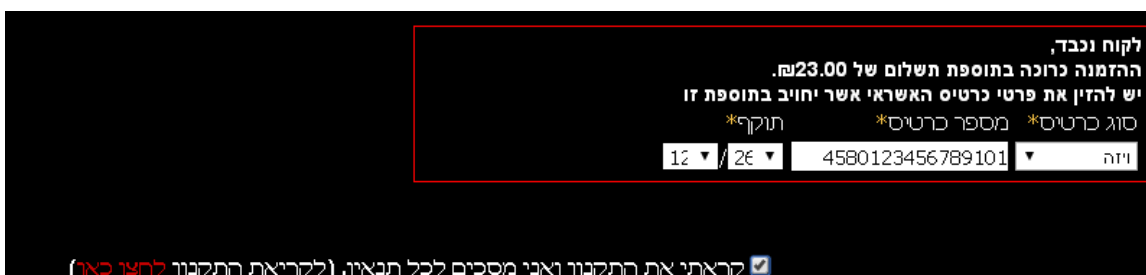 לקוח נכבד,
ההזמנה כרוכה בתוספת תשלום של 23.00₪.
יש להזין את פרטי כרטיס האשראי אשר יחויב בתוספת זו
סוג כרטיס* מספר כרטיס* תוקף*
ויזה 4580123456789101 26 / 12
קראתי את התקנון ואני מסכים לכל תנאיו. (לקריאת התקנון לחצו כאן)